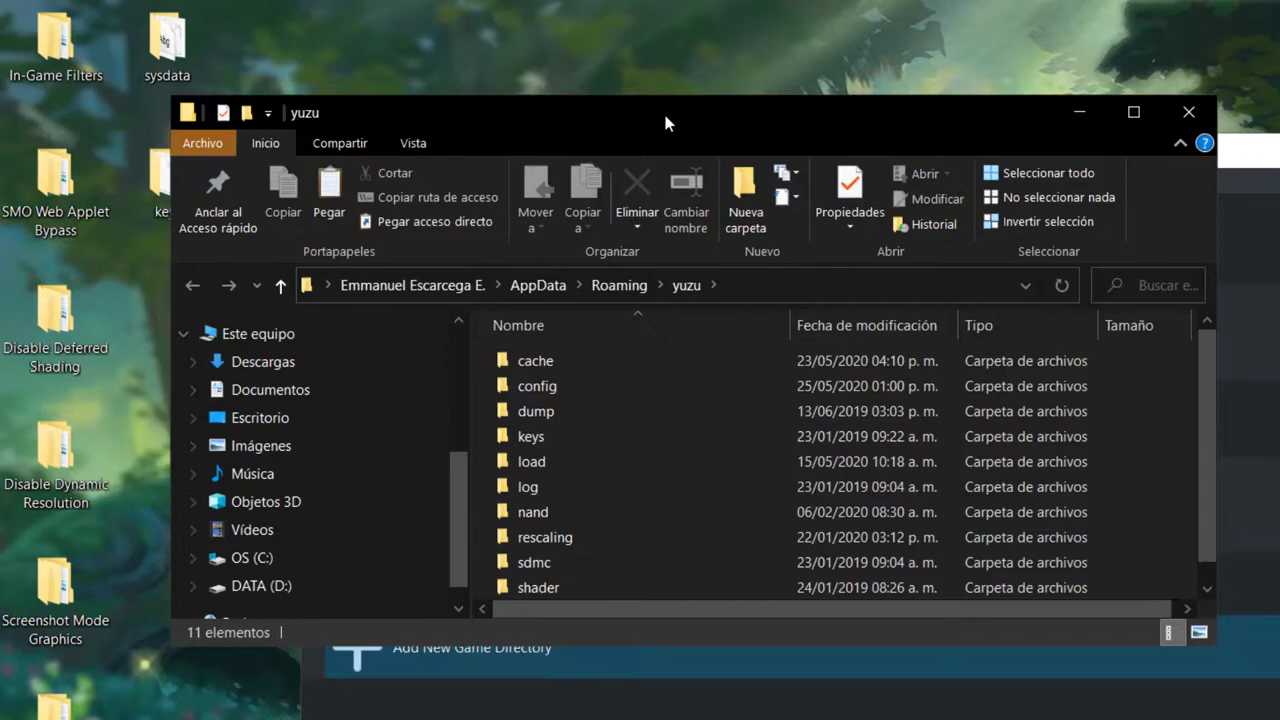 In-Game Filters
sysdata
SMO Web Applet
Bypass
Disable Deferred
Shading
Disable Dynamic
Resolution
Screenshot Mode
Graphics
yuzu
Archivo
Inicio
Compartir
Vista
Anclar al
Acceso rápido
Copiar
Pegar
Cortar
Copiar ruta de acceso
Pegar acceso directo
Portapapeles
Mover
a
Copiar
a
Eliminar
Cambiar
nombre
Organizar
Nueva
carpeta
Nuevo
Propiedades
Abrir
Modificar
Historial
Abrir
Seleccionar todo
No seleccionar nada
Invertir selección
Seleccionar
Emmanuel Escarcega E. > AppData > Roaming > yuzu >
Buscar e...
Este equipo
Descargas
Documentos
Escritorio
Imágenes
Música
Objetos 3D
Vídeos
OS (C:)
DATA (D:)
Nombre Fecha de modificación Tipo Tamaño
cache 23/05/2020 04:10 p. m. Carpeta de archivos
config 25/05/2020 01:00 p. m. Carpeta de archivos
dump 13/06/2019 03:03 p. m. Carpeta de archivos
keys 23/01/2019 09:22 a. m. Carpeta de archivos
load 15/05/2020 10:18 a. m. Carpeta de archivos
log 23/01/2019 09:04 a. m. Carpeta de archivos
nand 06/02/2020 08:30 a. m. Carpeta de archivos
rescaling 22/01/2020 03:12 p. m. Carpeta de archivos
sdmc 23/01/2019 09:04 a. m. Carpeta de archivos
shader 24/01/2019 08:26 a. m. Carpeta de archivos
11 elementos
Add New Game Directory